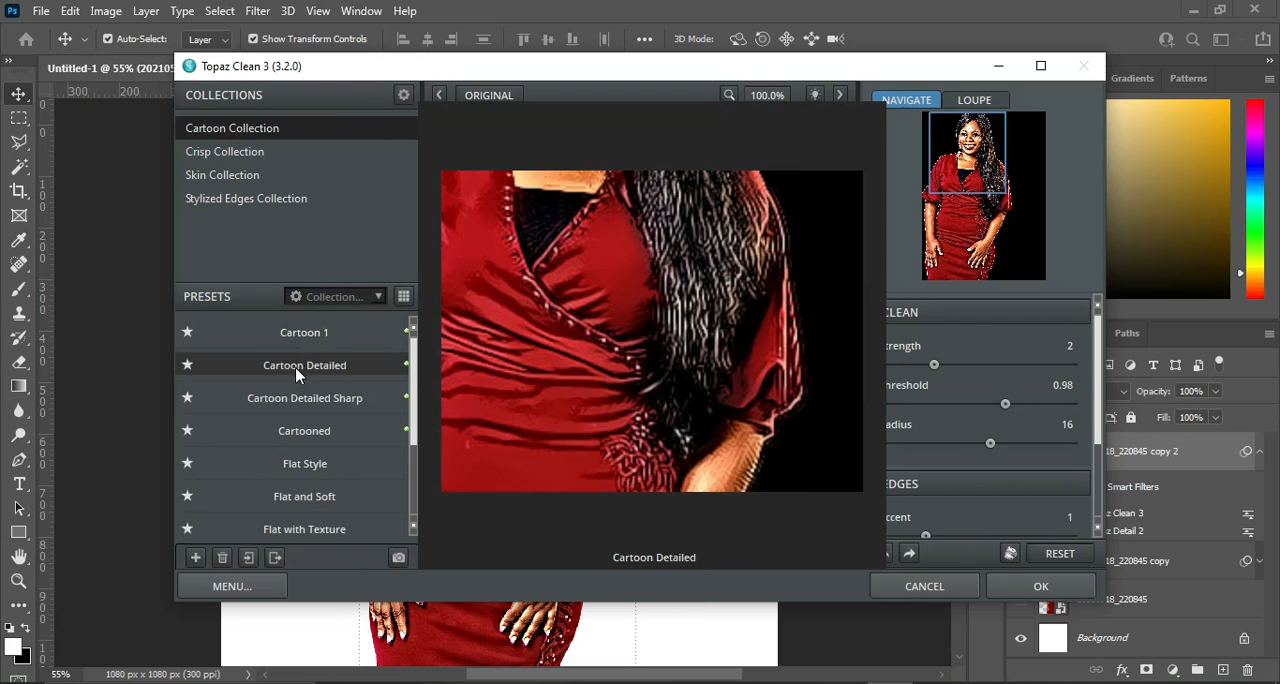 Ps File Edit Image Layer Type Select Filter 3D View Window Help
Auto-Select: Layer Show Transform Controls 3D Mode:
Untitled-1 @ 55% (20210
Topaz Clean 3 (3.2.0)
Gradients Patterns
300 200
COLLECTIONS
ORIGINAL 100.0%
NAVIGATE LOUPE
Cartoon Collection
Crisp Collection
Skin Collection
Stylized Edges Collection
PRESETS Collection...
Cartoon 1
Cartoon Detailed
Cartoon Detailed Sharp
Cartooned
Flat Style
Flat and Soft
Flat with Texture
Cartoon Detailed
CLEAN
trength 2
hreshold 0.98
adius 16
EDGES
ccent 1
RESET
MENU... CANCEL OK
Paths
Opacity: 100%
Fill: 100%
18_220845 copy 2
Smart Filters
z Clean 3
z Detail 2
18_220845 copy
18_220845
Background
55% 1080 px x 1080 px (300 ppi)